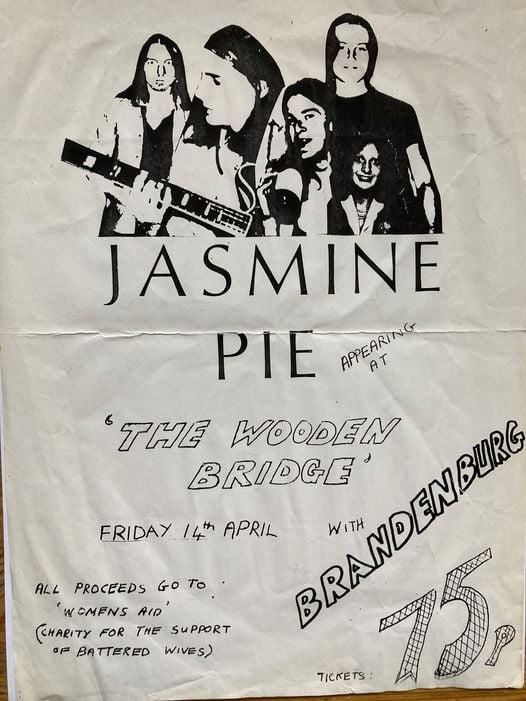 JASMINE
PIE
APPEARING
AT
'THE WOODEN
BRIDGE'
FRIDAY 14th APRIL
WITH
BRANDENBURG
ALL PROCEEDS GO TO
'WOMENS AID'
(CHARITY FOR THE SUPPORT
OF BATTERED WIVES)
TICKETS:
75p